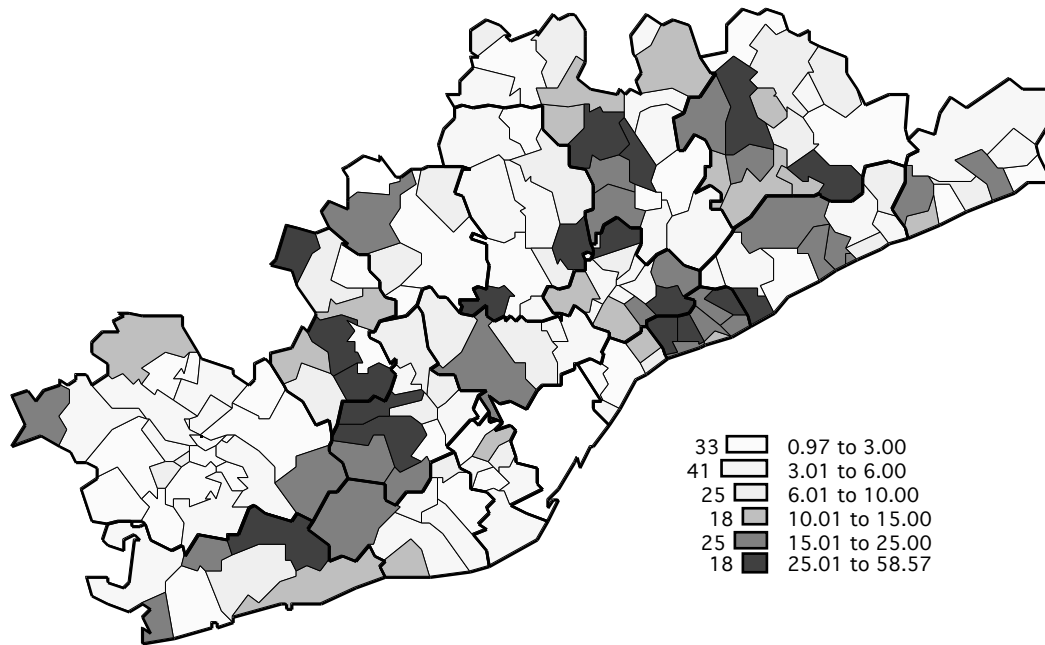 33 0.97 to 3.00
41 3.01 to 6.00
25 6.01 to 10.00
18 10.01 to 15.00
25 15.01 to 25.00
18 25.01 to 58.57